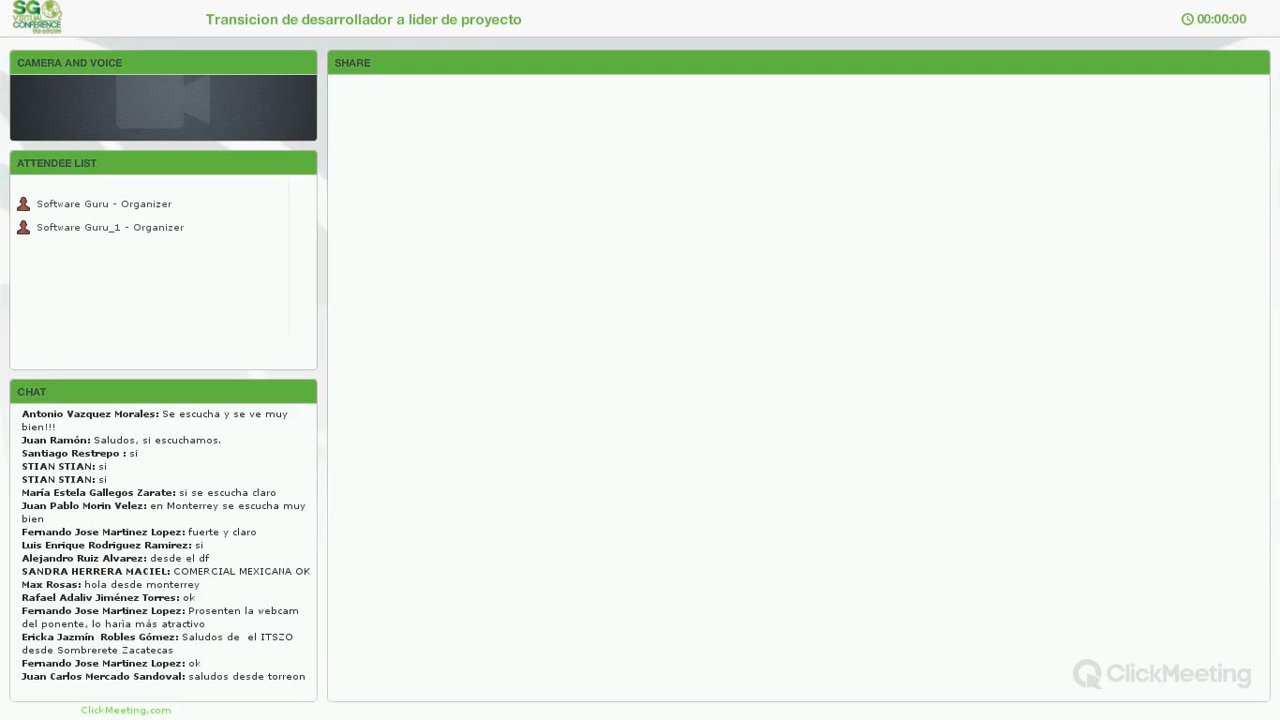 SG
VIRTUAL
CONFERENCE
Transicion de desarrollador a lider de proyecto
00:00:00
CAMERA AND VOICE
SHARE
ATTENDEE LIST
Software Guru - Organizer
Software Guru_1 - Organizer
CHAT
Antonio Vazquez Morales: Se escucha y se ve muy
bien!!!
Juan Ramón: Saludos, si escuchamos.
Santiago Restrepo : si
STIAN STIAN: si
STIAN STIAN: si
María Estela Gallegos Zarate: si se escucha claro
Juan Pablo Morin Velez: en Monterrey se escucha muy
bien
Fernando Jose Martinez Lopez: fuerte y claro
Luis Enrique Rodriguez Ramirez: si
Alejandro Ruiz Alvarez: desde el df
SANDRA HERRERA MACIEL: COMERCIAL MEXICANA OK
Max Rosas: hola desde monterrey
Rafael Adaliv Jiménez Torres: ok
Fernando Jose Martinez Lopez: Prosenten la webcam
del ponente, lo haria más atractivo
Ericka Jazmín  Robles Gómez: Saludos de  el ITSZO
desde Sombrerete Zacatecas
Fernando Jose Martinez Lopez: ok
Juan Carlos Mercado Sandoval: saludos desde torreon
ClickMeeting
ClickMeeting.com